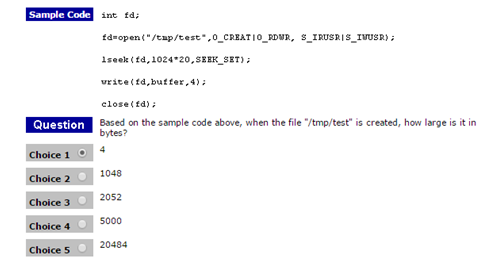 Sample Code int fd;
fd=open("/tmp/test",O_CREAT|O_RDWR, S_IRUSR|S_IWUSR);
lseek(fd,1024*20,SEEK_SET);
write(fd,buffer,4);
close(fd);
Question Based on the sample code above, when the file "/tmp/test" is created, how large is it in
bytes?
Choice 1 4
Choice 2 1048
Choice 3 2052
Choice 4 5000
Choice 5 20484